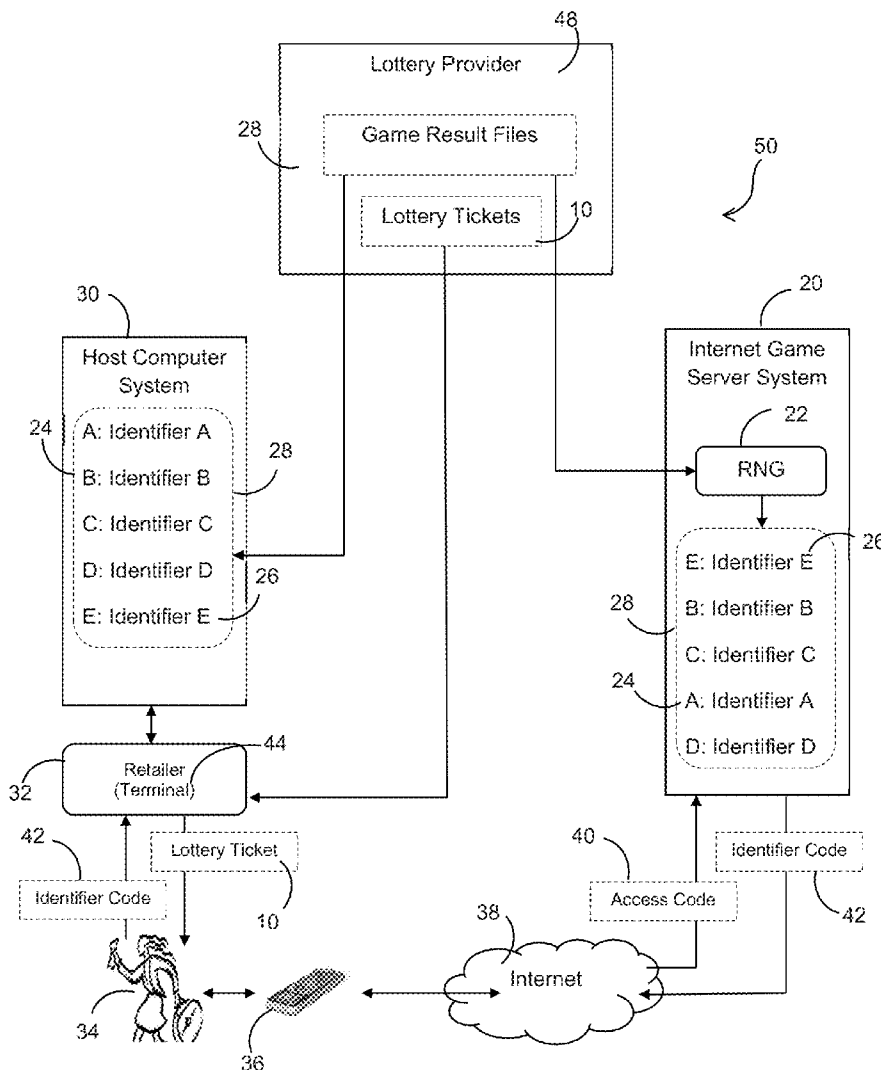 48
Lottery Provider
28
Game Result Files
50
Lottery Tickets
10
30
20
Host Computer
System
Internet Game
Server System
24
A: Identifier A
22
28
RNG
B: Identifier B
C: Identifier C
D: Identifier D
26
E: Identifier E
26
E: Identifier E
28
B: Identifier B
C: Identifier C
24
A: Identifier A
D: Identifier D
44
32
Retailer
(Terminal)
42
Lottery Ticket
40
Identifier Code
Identifier Code
Access Code
10
42
38
Internet
34
36